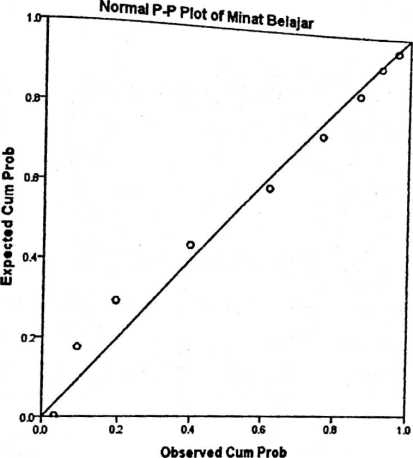 Normal P-P Plot of Minat Belajar
1.0
0.8
0.6
0.4
0.2
0.0
Expected Cum Prob
0.0 0.2 0.4 0.6 0.8 1.0
Observed Cum Prob